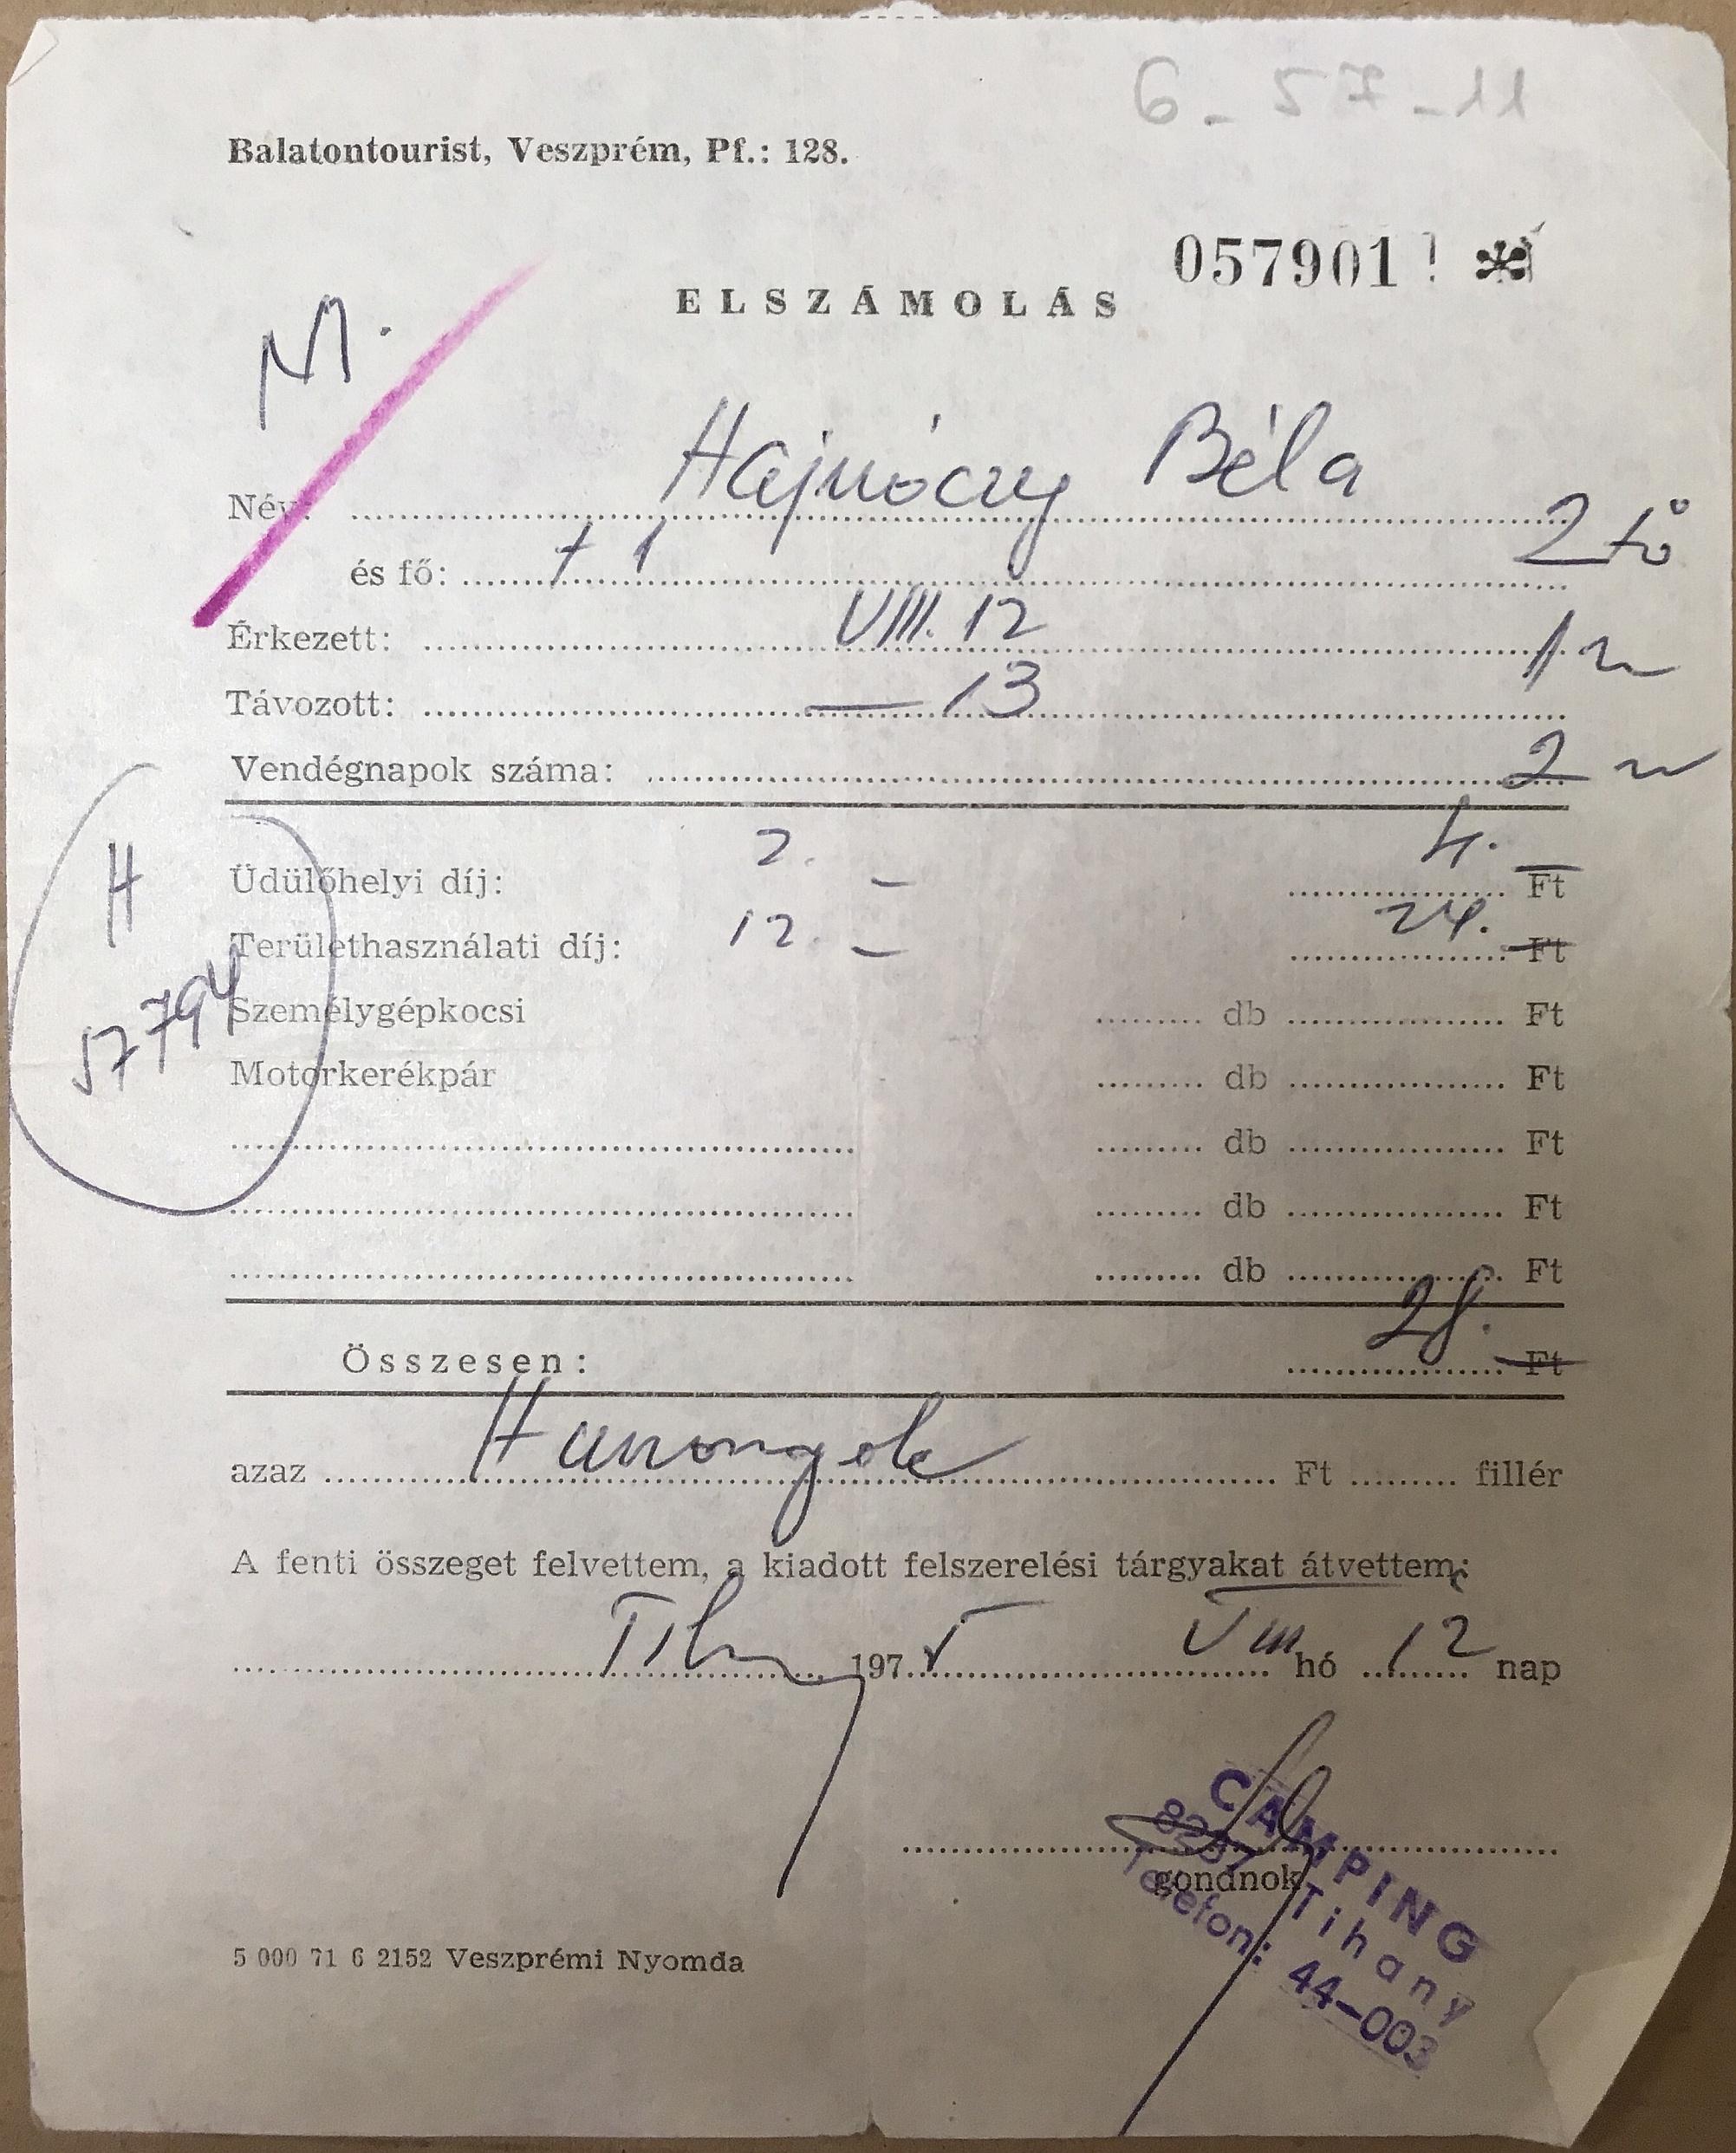 Balatontourist, Veszprém, Pf.: 128.
057901
ELSZÁMOLÁS
M.
Név: Hajnóczy Béla 2 fő
és fő: + 1
Érkezett: VIII. 12 1 n
Távozott: — 13
Vendégnapok száma: 2 n
H
Üdülőhelyi díj: 2. – 4. – Ft
Területhasználati díj: 12. – 24. – Ft
57794
Személygépkocsi db Ft
Motorkerékpár db Ft
db Ft
db Ft
db Ft
Összesen: 28. – Ft
azaz Ft fillér
A fenti összeget felvettem, a kiadott felszerelési tárgyakat átvettem:
Tihany 1975 VIII hó 12 nap
gondnok
CAMPING
8237 Tihany
Telefon: 44-003
5 000 71 6 2152 Veszprémi Nyomda